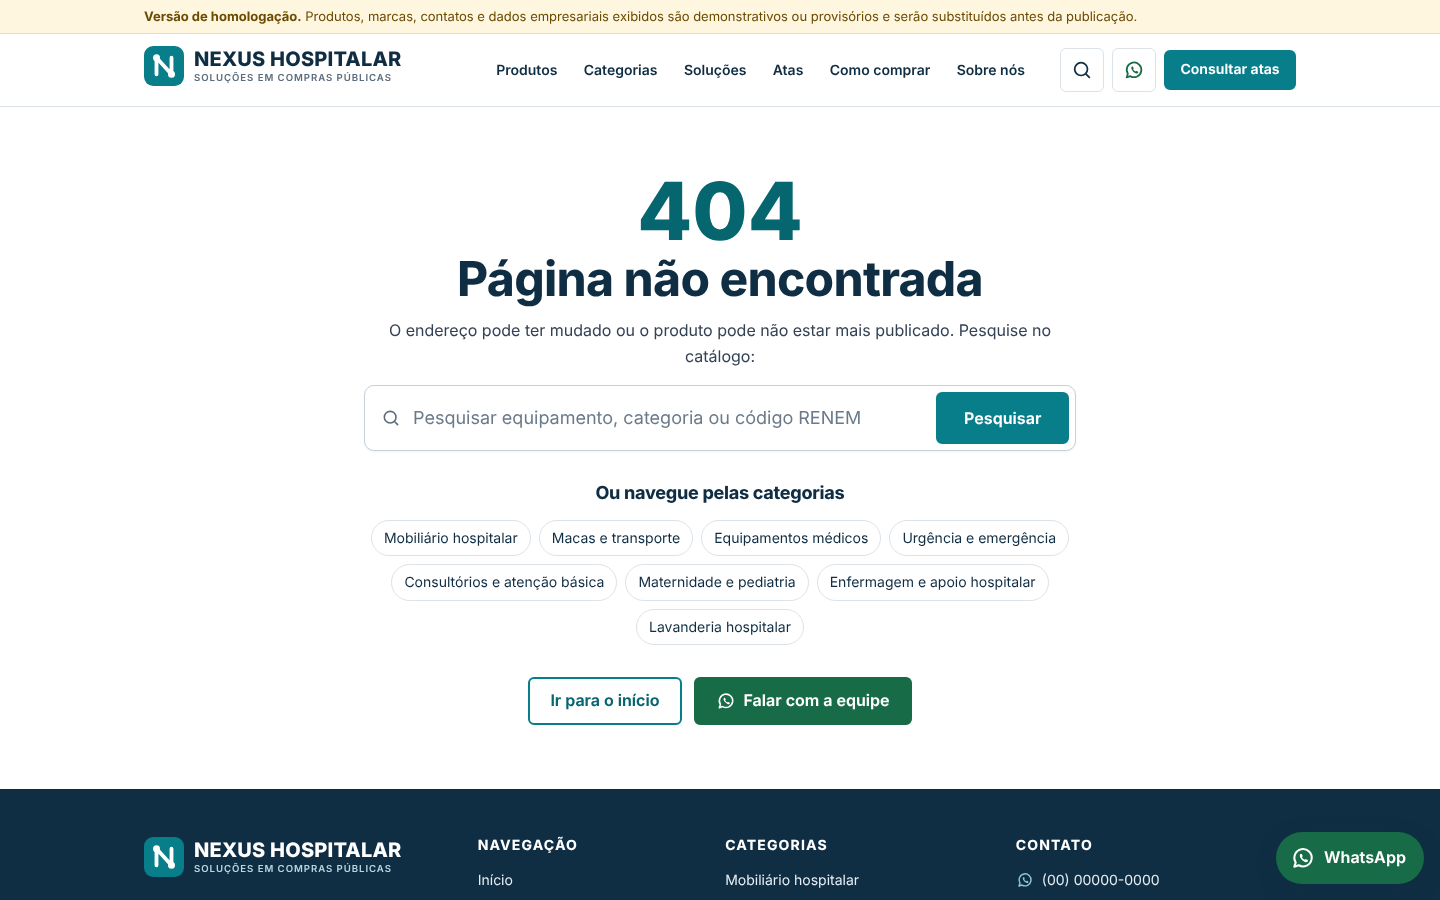 Versão de homologação. Produtos, marcas, contatos e dados empresariais exibidos são demonstrativos ou provisórios e serão substituídos antes da publicação.
NEXUS HOSPITALAR
SOLUÇÕES EM COMPRAS PÚBLICAS
Produtos
Categorias
Soluções
Atas
Como comprar
Sobre nós
Consultar atas
404
Página não encontrada
O endereço pode ter mudado ou o produto pode não estar mais publicado. Pesquise no
catálogo:
Pesquisar equipamento, categoria ou código RENEM
Pesquisar
Ou navegue pelas categorias
Mobiliário hospitalar
Macas e transporte
Equipamentos médicos
Urgência e emergência
Consultórios e atenção básica
Maternidade e pediatria
Enfermagem e apoio hospitalar
Lavanderia hospitalar
Ir para o início
Falar com a equipe
NEXUS HOSPITALAR
SOLUÇÕES EM COMPRAS PÚBLICAS
NAVEGAÇÃO
Início
CATEGORIAS
Mobiliário hospitalar
CONTATO
(00) 00000-0000
WhatsApp